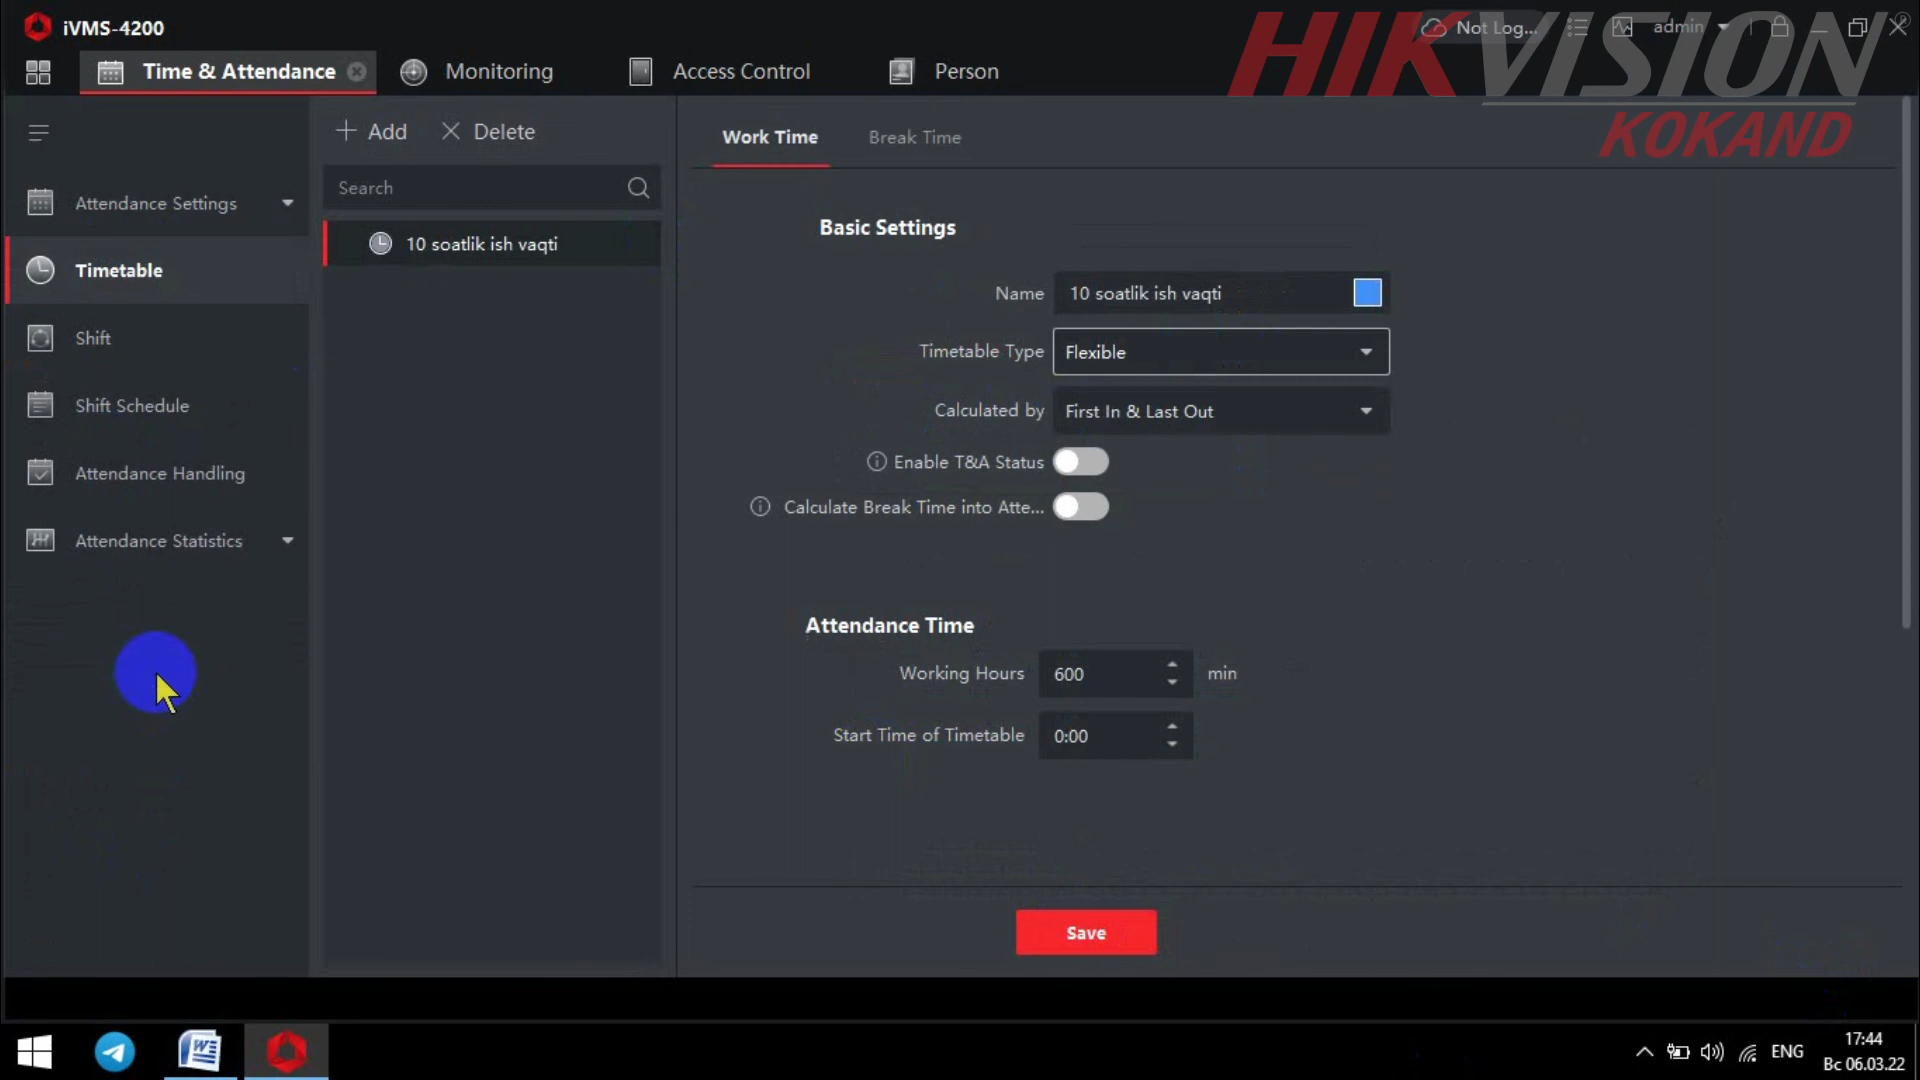 iVMS-4200
Not Log...
admin
HIKVISION
KOKAND
Time & Attendance
Monitoring
Access Control
Person
Add
Delete
Search
10 soatlik ish vaqti
Attendance Settings
Timetable
Shift
Shift Schedule
Attendance Handling
Attendance Statistics
Work Time
Break Time
Basic Settings
Name
10 soatlik ish vaqti
Timetable Type
Flexible
Calculated by
First In & Last Out
Enable T&A Status
Calculate Break Time into Atte...
Attendance Time
Working Hours
600
min
Start Time of Timetable
0:00
Save
ENG
17:44
Вс 06.03.22